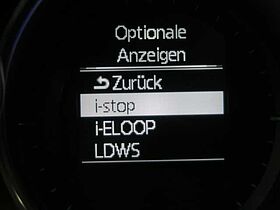 Optionale
Anzeigen
Zurück
i-stop
i-ELOOP
LDWS